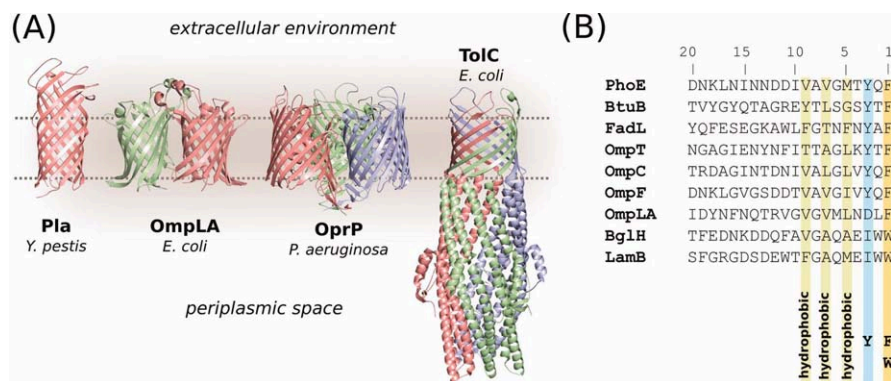 (A)
extracellular environment
TolC
E. coli
Pla
Y. pestis
OmpLA
E. coli
OprP
P. aeruginosa
periplasmic space
(B)
20 10 5 1
PhoE DNKLNINNDDIVAVGMTYQF
BtuB TVYGYQTAGREYTLSGSYTF
FadL YQFESEGKAWLFGTNFNYAF
OmpT NGAGIENYNFITTAGLKYTF
OmpC TRDAGINTDNIVALGLVYQF
OmpF DNKLGVGSDDTVAVGIVYQF
OmpLA IDYNFNQTRVGVGVMLNDLF
BglH TFEDNKDDQFAVGAQAEIWW
LamB SFGRGDSDEWTFGAQMEIWW
hydrophobic
hydrophobic
hydrophobic
Y F
W